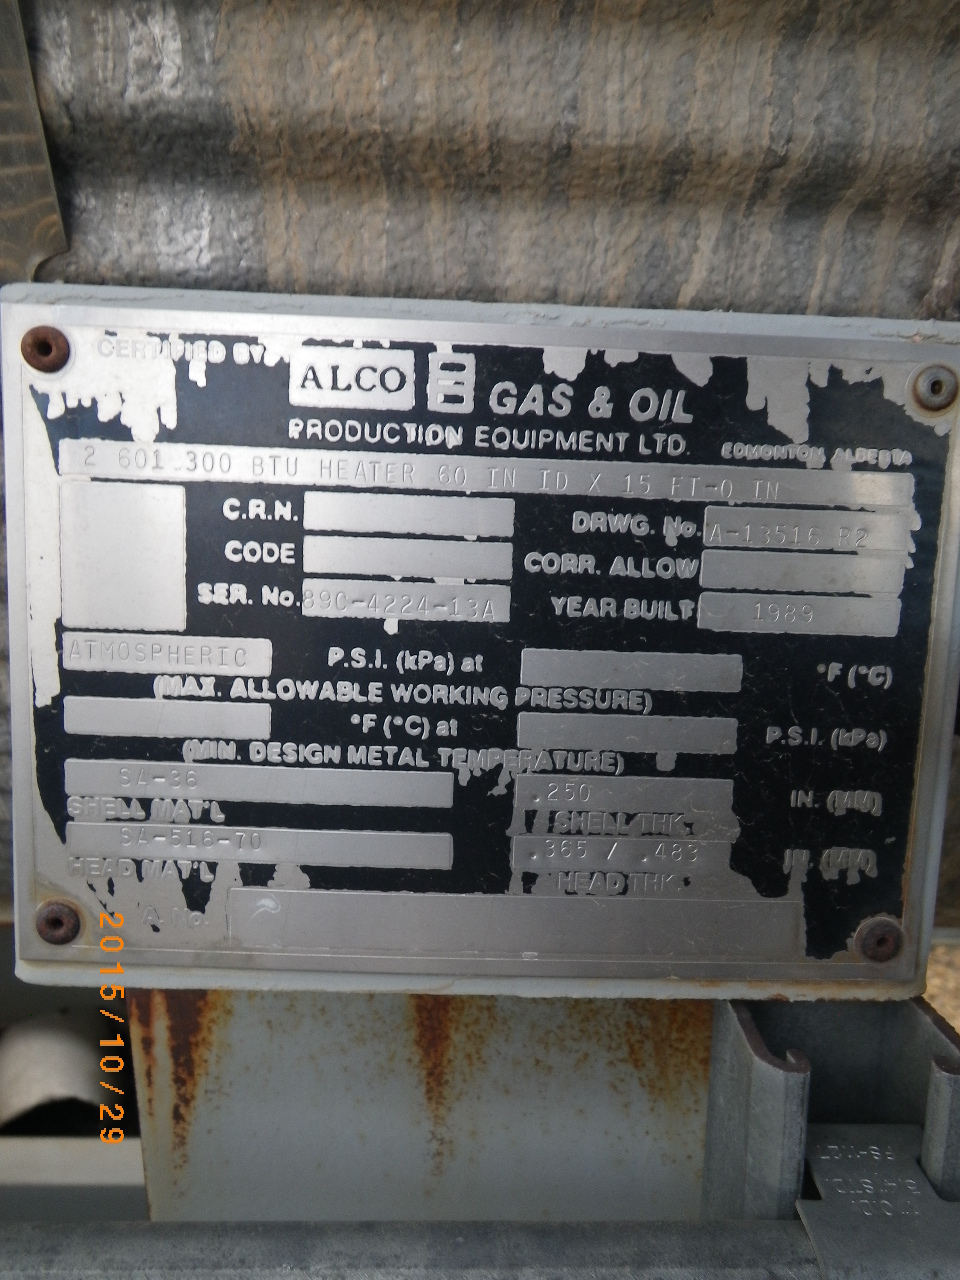 CERTIFIED BY
ALCO GAS & OIL
PRODUCTION EQUIPMENT LTD. EDMONTON ALBERTA
2 601.300 BTU HEATER 60 IN ID X 15 FT-0 IN
C.R.N. DRWG. No. A-13516 R2
CODE CORR. ALLOW
SER. No. 89C-4224-13A YEAR BUILT 1989
ATMOSPHERIC P.S.I. (kPa) at °F (°C)
(MAX. ALLOWABLE WORKING PRESSURE)
°F (°C) at P.S.I. (kPa)
(MIN. DESIGN METAL TEMPERATURE)
SA-36 .250 IN. (MM)
SHELL MAT'L SHELL THK.
SA-516-70 .365 / .483 IN. (MM)
HEAD MAT'L HEAD THK.
A. No.
2015/10/29